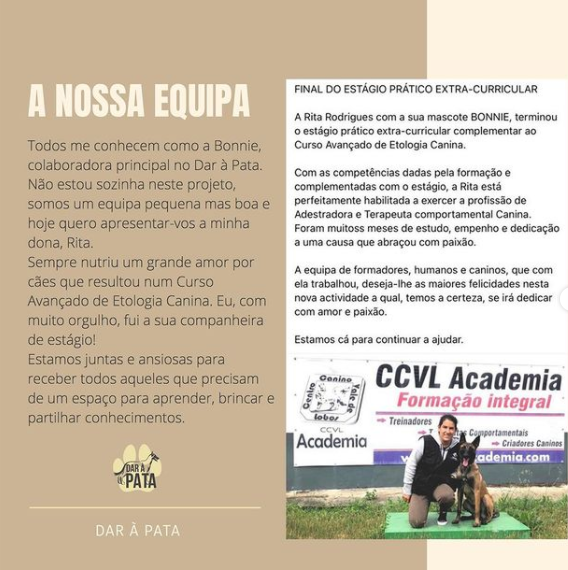 A NOSSA EQUIPA
Todos me conhecem como a Bonnie,
colaboradora principal no Dar à Pata.
Não estou sozinha neste projeto,
somos um equipa pequena mas boa e
hoje quero apresentar-vos a minha
dona, Rita.
Sempre nutriu um grande amor por
cães que resultou num Curso
Avançado de Etologia Canina. Eu, com
muito orgulho, fui a sua companheira
de estágio!
Estamos juntas e ansiosas para
receber todos aqueles que precisam
de um espaço para aprender, brincar e
partilhar conhecimentos.
DAR À
PATA
DAR À PATA
FINAL DO ESTÁGIO PRÁTICO EXTRA-CURRICULAR
A Rita Rodrigues com a sua mascote BONNIE, terminou
o estágio prático extra-curricular complementar ao
Curso Avançado de Etologia Canina.
Com as competências dadas pela formação e
complementadas com o estágio, a Rita está
perfeitamente habilitada a exercer a profissão de
Adestradora e Terapeuta comportamental Canina.
Foram muitoss meses de estudo, empenho e dedicação
a uma causa que abraçou com paixão.
A equipa de formadores, humanos e caninos, que com
ela trabalhou, deseja-lhe as maiores felicidades nesta
nova actividade a qual, temos a certeza, se irá dedicar
com amor e paixão.
Estamos cá para continuar a ajudar.
Centro Canino Vale de Lobos
CCVL
Academia
CCVL Academia
Formação integral
Treinadores
Comportamentais
Criadores Caninos
ademia.com